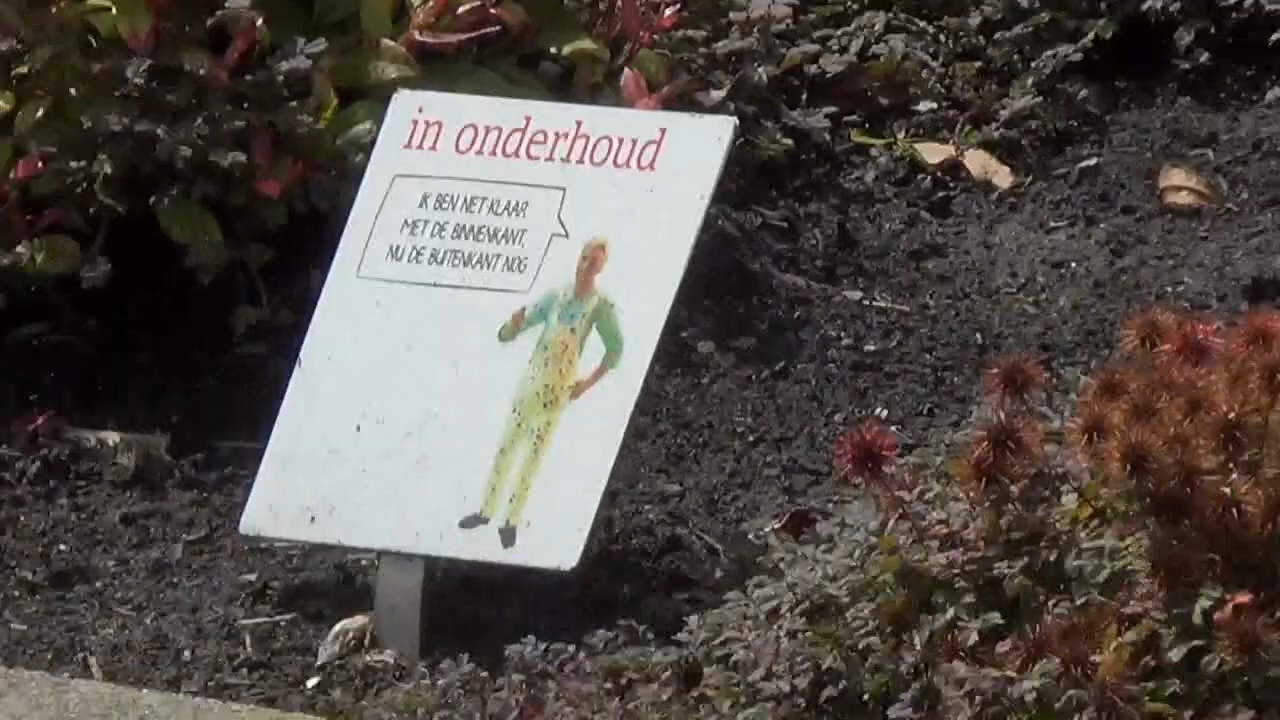 in onderhoud
IK BEN NET KLAAR
MET DE BINNENKANT,
NU DE BUITENKANT NOG